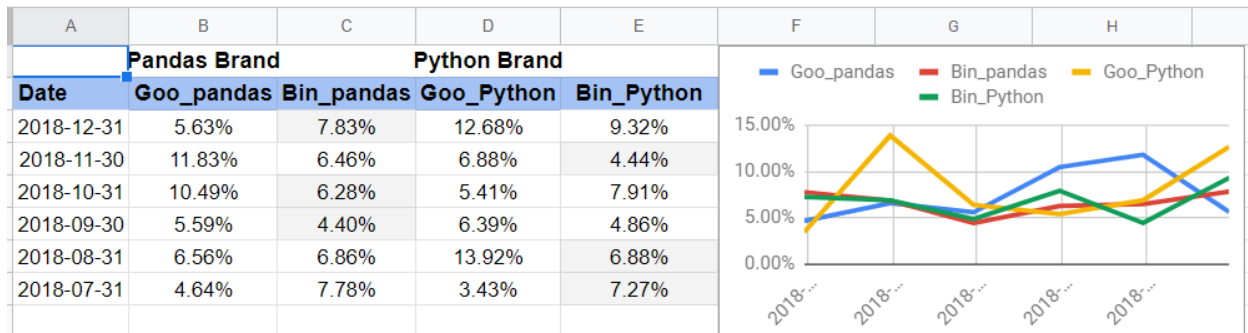 A B C D E F G H
Pandas Brand Python Brand
Date Goo_pandas Bin_pandas Goo_Python Bin_Python
2018-12-31 5.63% 7.83% 12.68% 9.32%
2018-11-30 11.83% 6.46% 6.88% 4.44%
2018-10-31 10.49% 6.28% 5.41% 7.91%
2018-09-30 5.59% 4.40% 6.39% 4.86%
2018-08-31 6.56% 6.86% 13.92% 6.88%
2018-07-31 4.64% 7.78% 3.43% 7.27%
Goo_pandas Bin_pandas Goo_Python
Bin_Python
15.00%
10.00%
5.00%
0.00%
2018-... 2018-... 2018-... 2018-... 2018-...